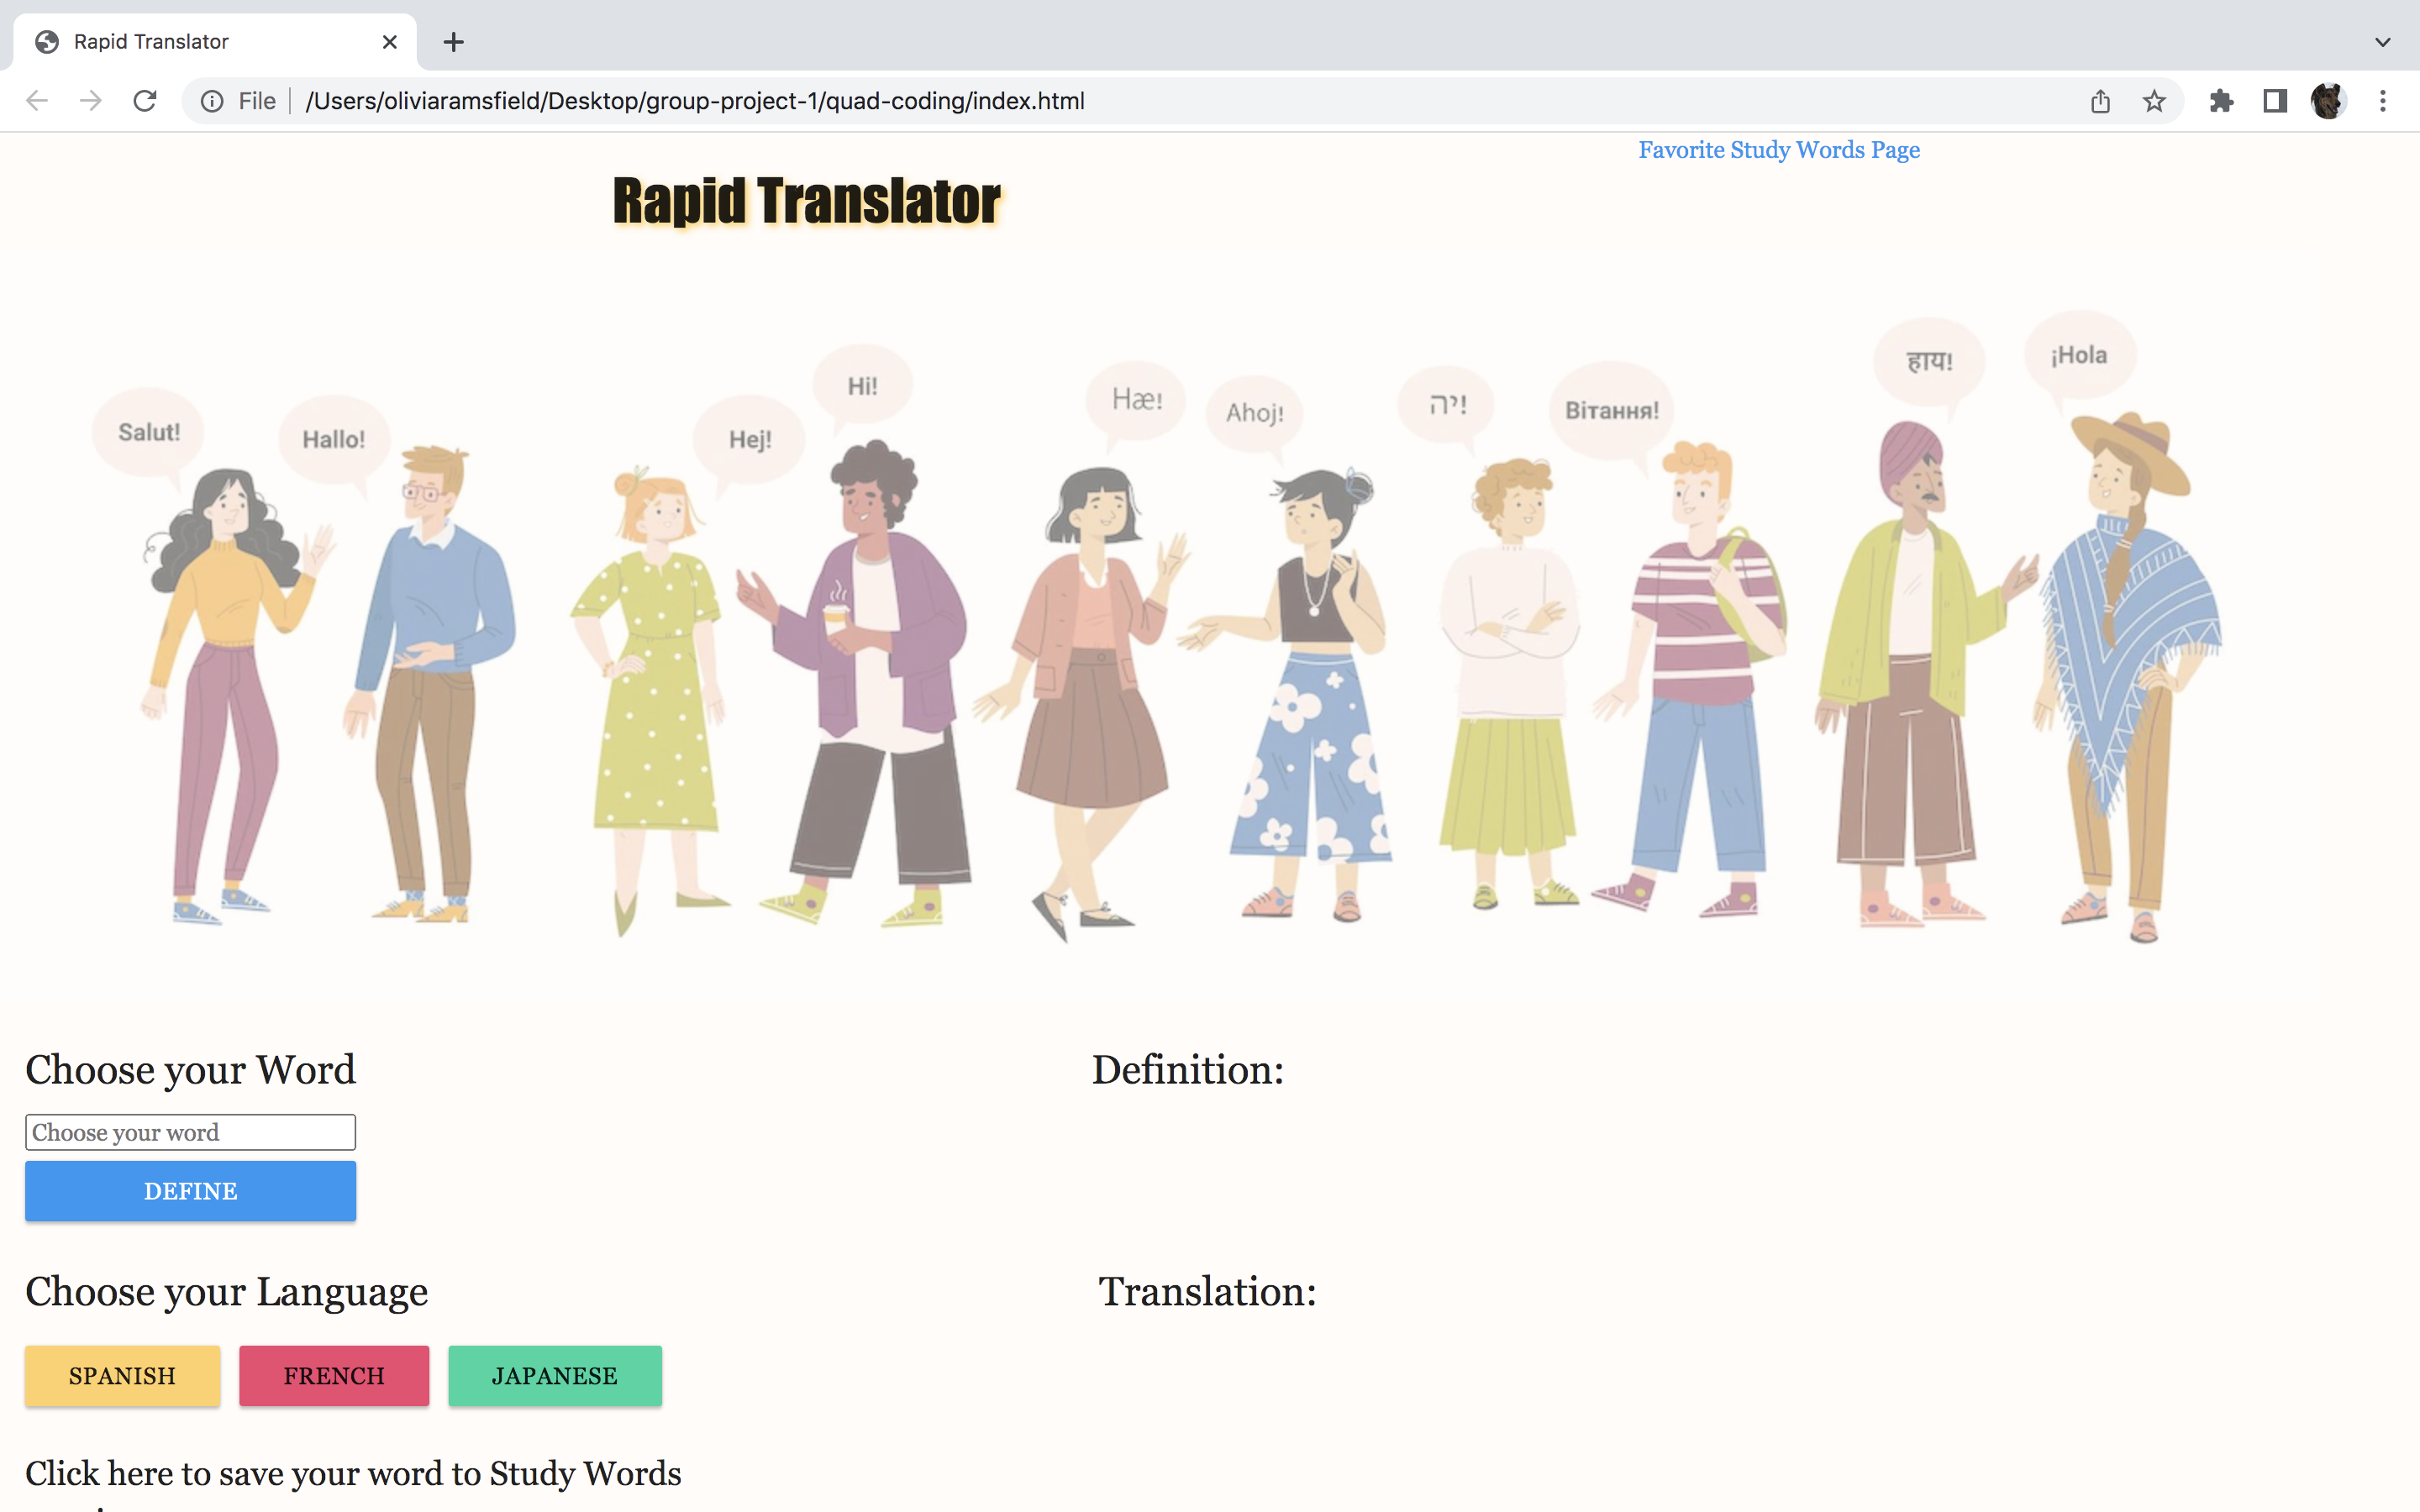 Rapid Translator
File
/Users/oliviaramsfield/Desktop/group-project-1/quad-coding/index.html
Favorite Study Words Page
Rapid Translator
Salut!
Hallo!
Hej!
Hi!
Hæ!
Ahoj!
יה!
Вітання!
हाय!
¡Hola
Choose your Word
Definition:
Choose your word
DEFINE
Choose your Language
Translation:
SPANISH
FRENCH
JAPANESE
Click here to save your word to Study Words